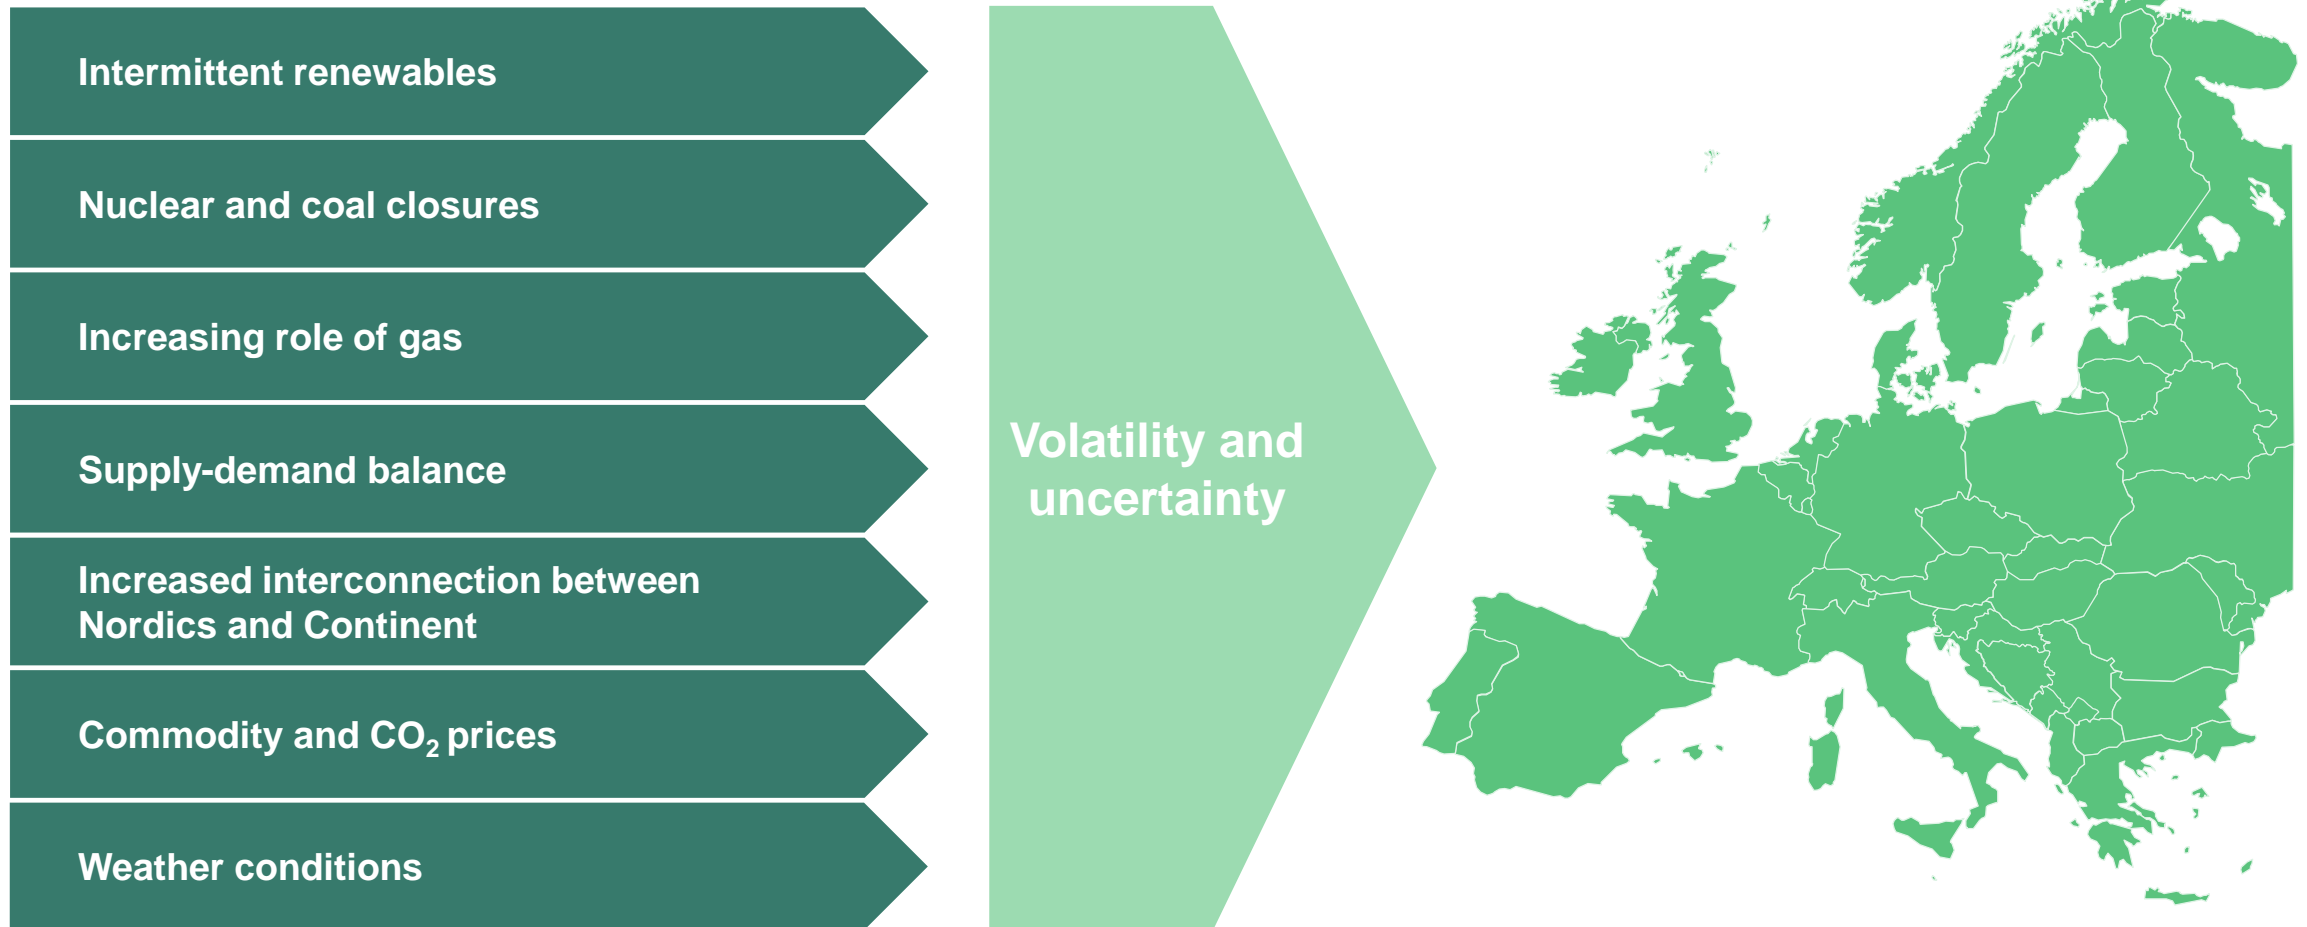 Intermittent renewables
Nuclear and coal closures
Increasing role of gas
Supply-demand balance
Increased interconnection between
Nordics and Continent
Commodity and CO₂ prices
Weather conditions
Volatility and
uncertainty